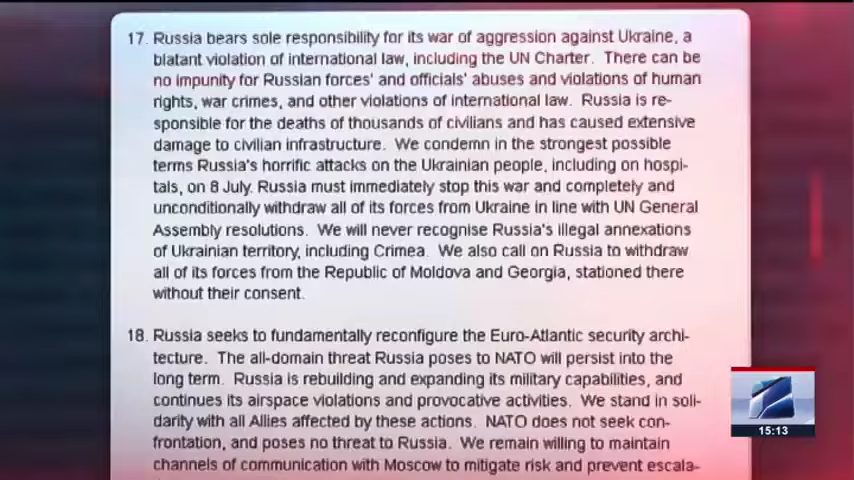 17. Russia bears sole responsibility for its war of aggression against Ukraine, a
blatant violation of international law, including the UN Charter. There can be
no impunity for Russian forces' and officials' abuses and violations of human
rights, war crimes, and other violations of international law. Russia is re-
sponsible for the deaths of thousands of civilians and has caused extensive
damage to civilian infrastructure. We condemn in the strongest possible
terms Russia's horrific attacks on the Ukrainian people, including on hospi-
tals, on 8 July. Russia must immediately stop this war and completely and
unconditionally withdraw all of its forces from Ukraine in line with UN General
Assembly resolutions. We will never recognise Russia's illegal annexations
of Ukrainian territory, including Crimea. We also call on Russia to withdraw
all of its forces from the Republic of Moldova and Georgia, stationed there
without their consent.
18. Russia seeks to fundamentally reconfigure the Euro-Atlantic security archi-
tecture. The all-domain threat Russia poses to NATO will persist into the
long term. Russia is rebuilding and expanding its military capabilities, and
continues its airspace violations and provocative activities. We stand in soli-
darity with all Allies affected by these actions. NATO does not seek con-
frontation, and poses no threat to Russia. We remain willing to maintain
channels of communication with Moscow to mitigate risk and prevent escala-
15:13